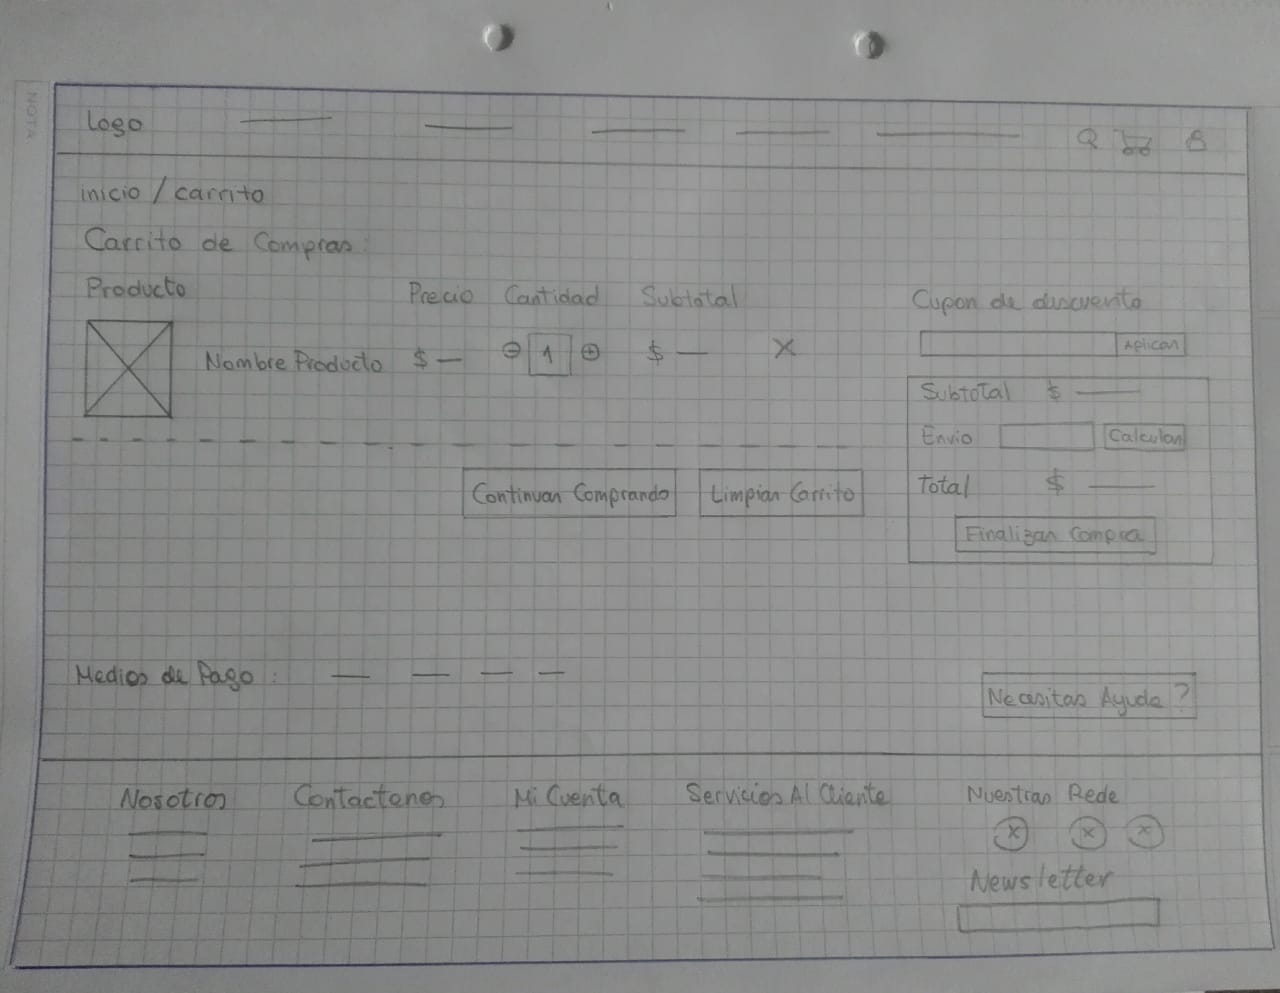 NOTA
Logo
inicio / carrito
Carrito de Compras:
Producto Precio Cantidad Subtotal
Nombre Producto $ — ⊖ 1 ⊕ $ — X
Continuar Comprando Limpiar Carrito
Cupon de descuento
Aplicar
Subtotal $
Envio Calcular
Total $
Finalizar Compra
Medios de Pago:
Necesitas Ayuda?
Nosotros Contactenos Mi Cuenta Servicios Al Cliente Nuestras Rede
X X X
Newsletter